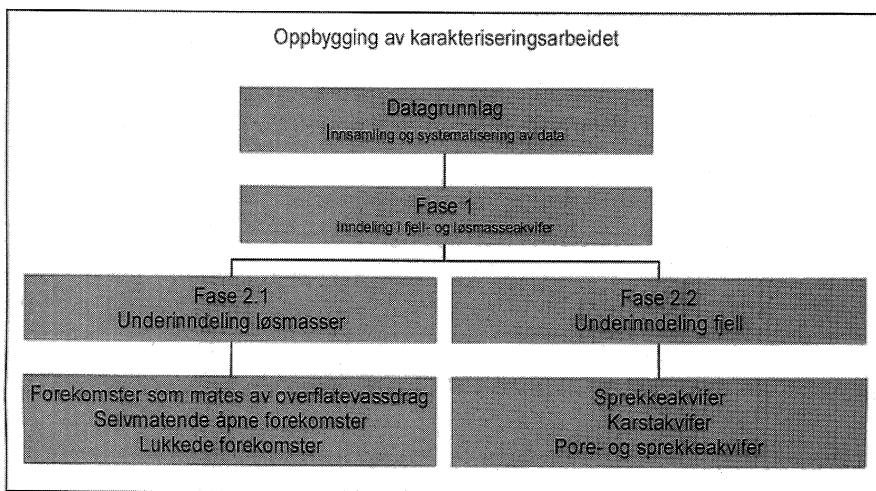 Oppbygging av karakteriseringsarbeidet
Datagrunnlag
Innsamling og systematisering av data
Fase 1
Inndeling i fjell- og løsmasseakvifer
Fase 2.1
Underinndeling løsmasser
Fase 2.2
Underinndeling fjell
Forekomster som mates av overflatevassdrag
Selvmatende åpne forekomster
Lukkede forekomster
Sprekkeakvifer
Karstakvifer
Pore- og sprekkeakvifer